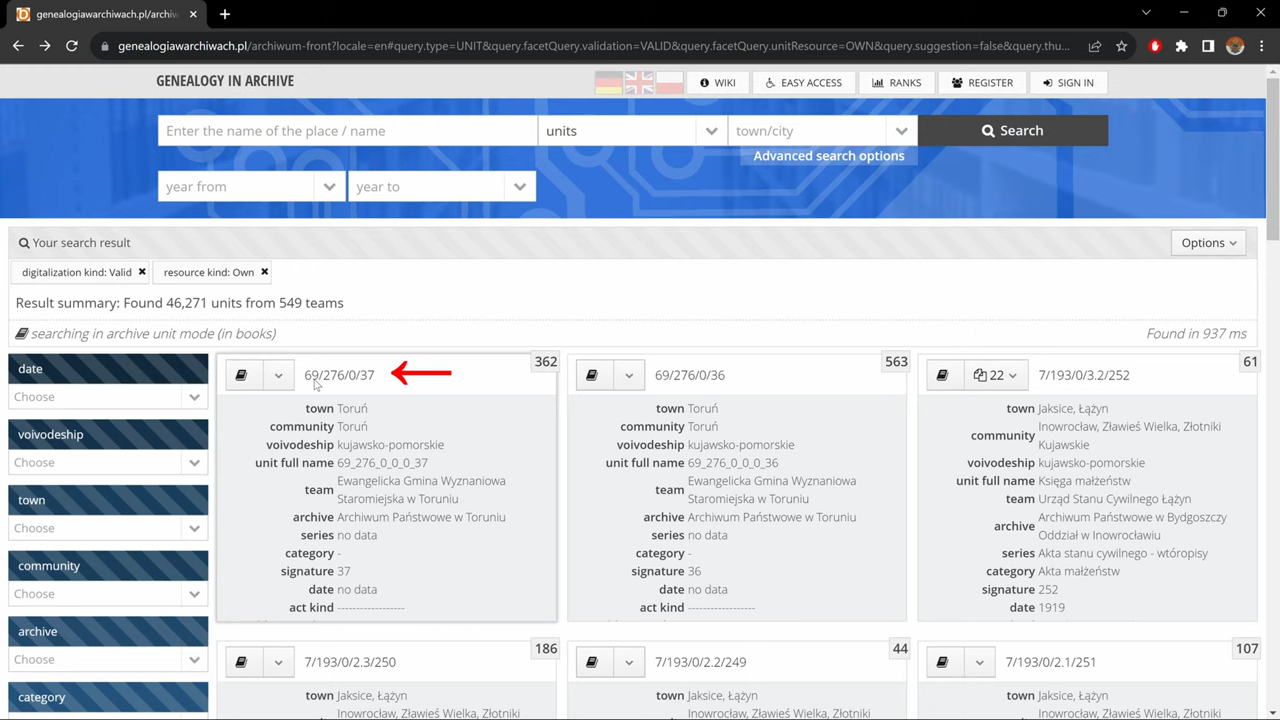 genealogiawarchiwach.pl/archiw
genealogiawarchiwach.pl/archiwum-front?locale=en#query.type=UNIT&query.facetQuery.validation=VALID&query.facetQuery.unitResource=OWN&query.suggestion=false&query.thu...
GENEALOGY IN ARCHIVE
WIKI
EASY ACCESS
RANKS
REGISTER
SIGN IN
Enter the name of the place / name
units
town/city
Search
Advanced search options
year from
year to
Your search result
Options
digitalization kind: Valid
resource kind: Own
Result summary: Found 46,271 units from 549 teams
searching in archive unit mode (in books)
Found in 937 ms
date
Choose
voivodeship
Choose
town
Choose
community
Choose
archive
Choose
category
362
69/276/0/37
town Toruń
community Toruń
voivodeship kujawsko-pomorskie
unit full name 69_276_0_0_0_37
team Ewangelicka Gmina Wyznaniowa
Staromiejska w Toruniu
archive Archiwum Państwowe w Toruniu
series no data
category -
signature 37
date no data
act kind ------------------
563
69/276/0/36
town Toruń
community Toruń
voivodeship kujawsko-pomorskie
unit full name 69_276_0_0_0_36
team Ewangelicka Gmina Wyznaniowa
Staromiejska w Toruniu
archive Archiwum Państwowe w Toruniu
series no data
category -
signature 36
date no data
act kind ------------------
61
22
7/193/0/3.2/252
town Jaksice, Łążyn
community Inowrocław, Zławieś Wielka, Złotniki
Kujawskie
voivodeship kujawsko-pomorskie
unit full name Księga małżeństw
team Urząd Stanu Cywilnego Łążyn
archive Archiwum Państwowe w Bydgoszczy
Oddział w Inowrocławiu
series Akta stanu cywilnego - wtóropisy
category Akta małżeństw
signature 252
date 1919
186
7/193/0/2.3/250
town Jaksice, Łążyn
Inowrocław, Zławieś Wielka, Złotniki
44
7/193/0/2.2/249
town Jaksice, Łążyn
Inowrocław, Zławieś Wielka, Złotniki
107
7/193/0/2.1/251
town Jaksice, Łążyn
Inowrocław, Zławieś Wielka, Złotniki